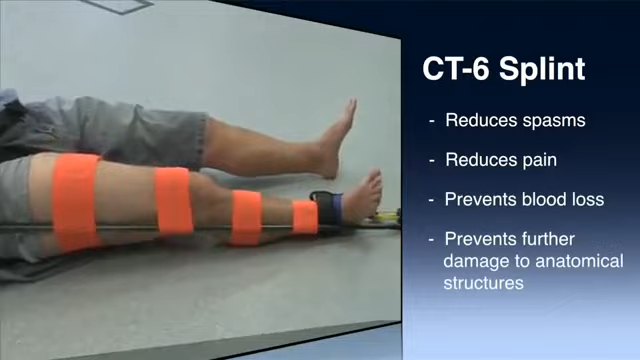 CT-6 Splint
- Reduces spasms
- Reduces pain
- Prevents blood loss
- Prevents further
damage to anatomical
structures